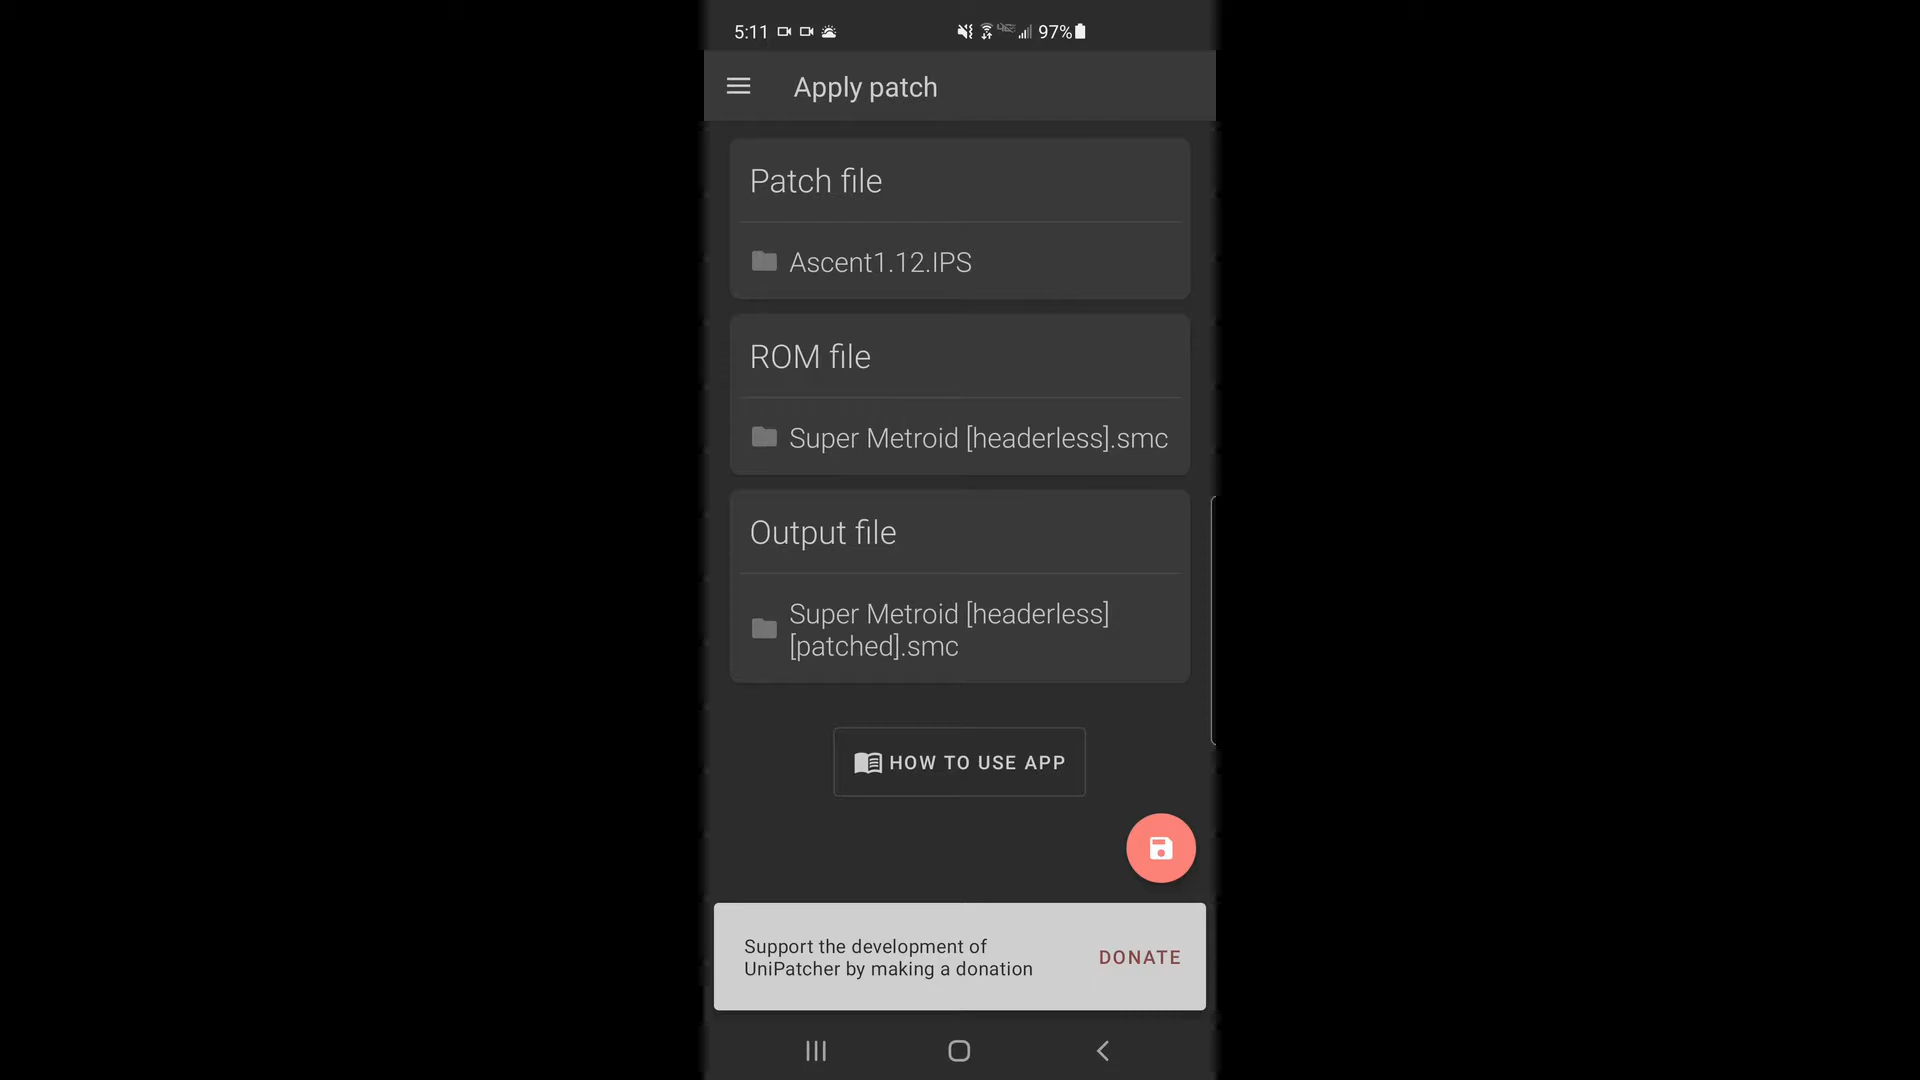 5:11
97%
Apply patch
Patch file
Ascent1.12.IPS
ROM file
Super Metroid [headerless].smc
Output file
Super Metroid [headerless]
[patched].smc
HOW TO USE APP
Support the development of
UniPatcher by making a donation
DONATE